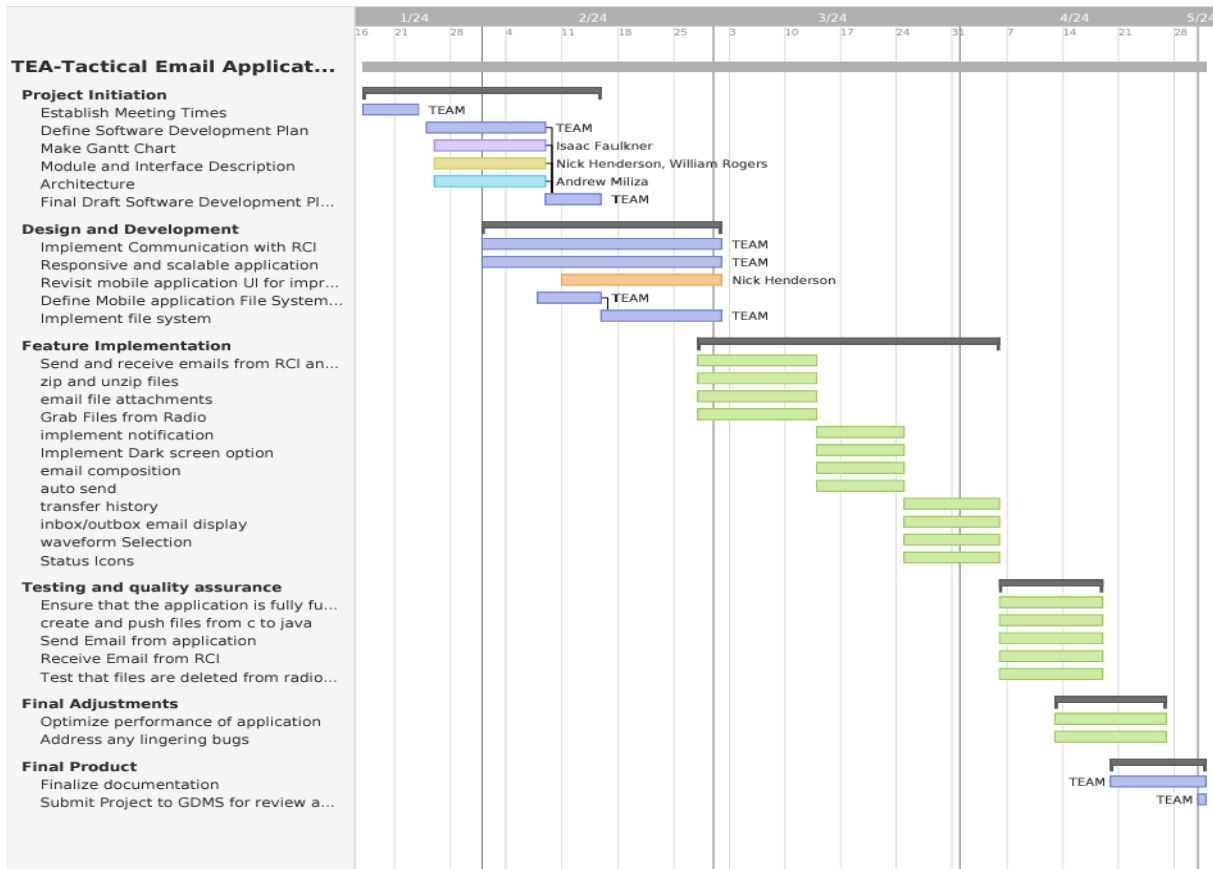 1/24 2/24 3/24 4/24 5/24
16 21 28 4 11 18 25 3 10 17 24 31 7 14 21 28
TEA-Tactical Email Applicat...
Project Initiation
Establish Meeting Times TEAM
Define Software Development Plan TEAM
Make Gantt Chart Isaac Faulkner
Module and Interface Description Nick Henderson, William Rogers
Architecture Andrew Miliza
Final Draft Software Development Pl... TEAM
Design and Development
Implement Communication with RCI TEAM
Responsive and scalable application TEAM
Revisit mobile application UI for impr... Nick Henderson
Define Mobile application File System... TEAM
Implement file system TEAM
Feature Implementation
Send and receive emails from RCI an...
zip and unzip files
email file attachments
Grab Files from Radio
implement notification
Implement Dark screen option
email composition
auto send
transfer history
inbox/outbox email display
waveform Selection
Status Icons
Testing and quality assurance
Ensure that the application is fully fu...
create and push files from c to java
Send Email from application
Receive Email from RCI
Test that files are deleted from radio...
Final Adjustments
Optimize performance of application
Address any lingering bugs
Final Product
Finalize documentation TEAM
Submit Project to GDMS for review a... TEAM